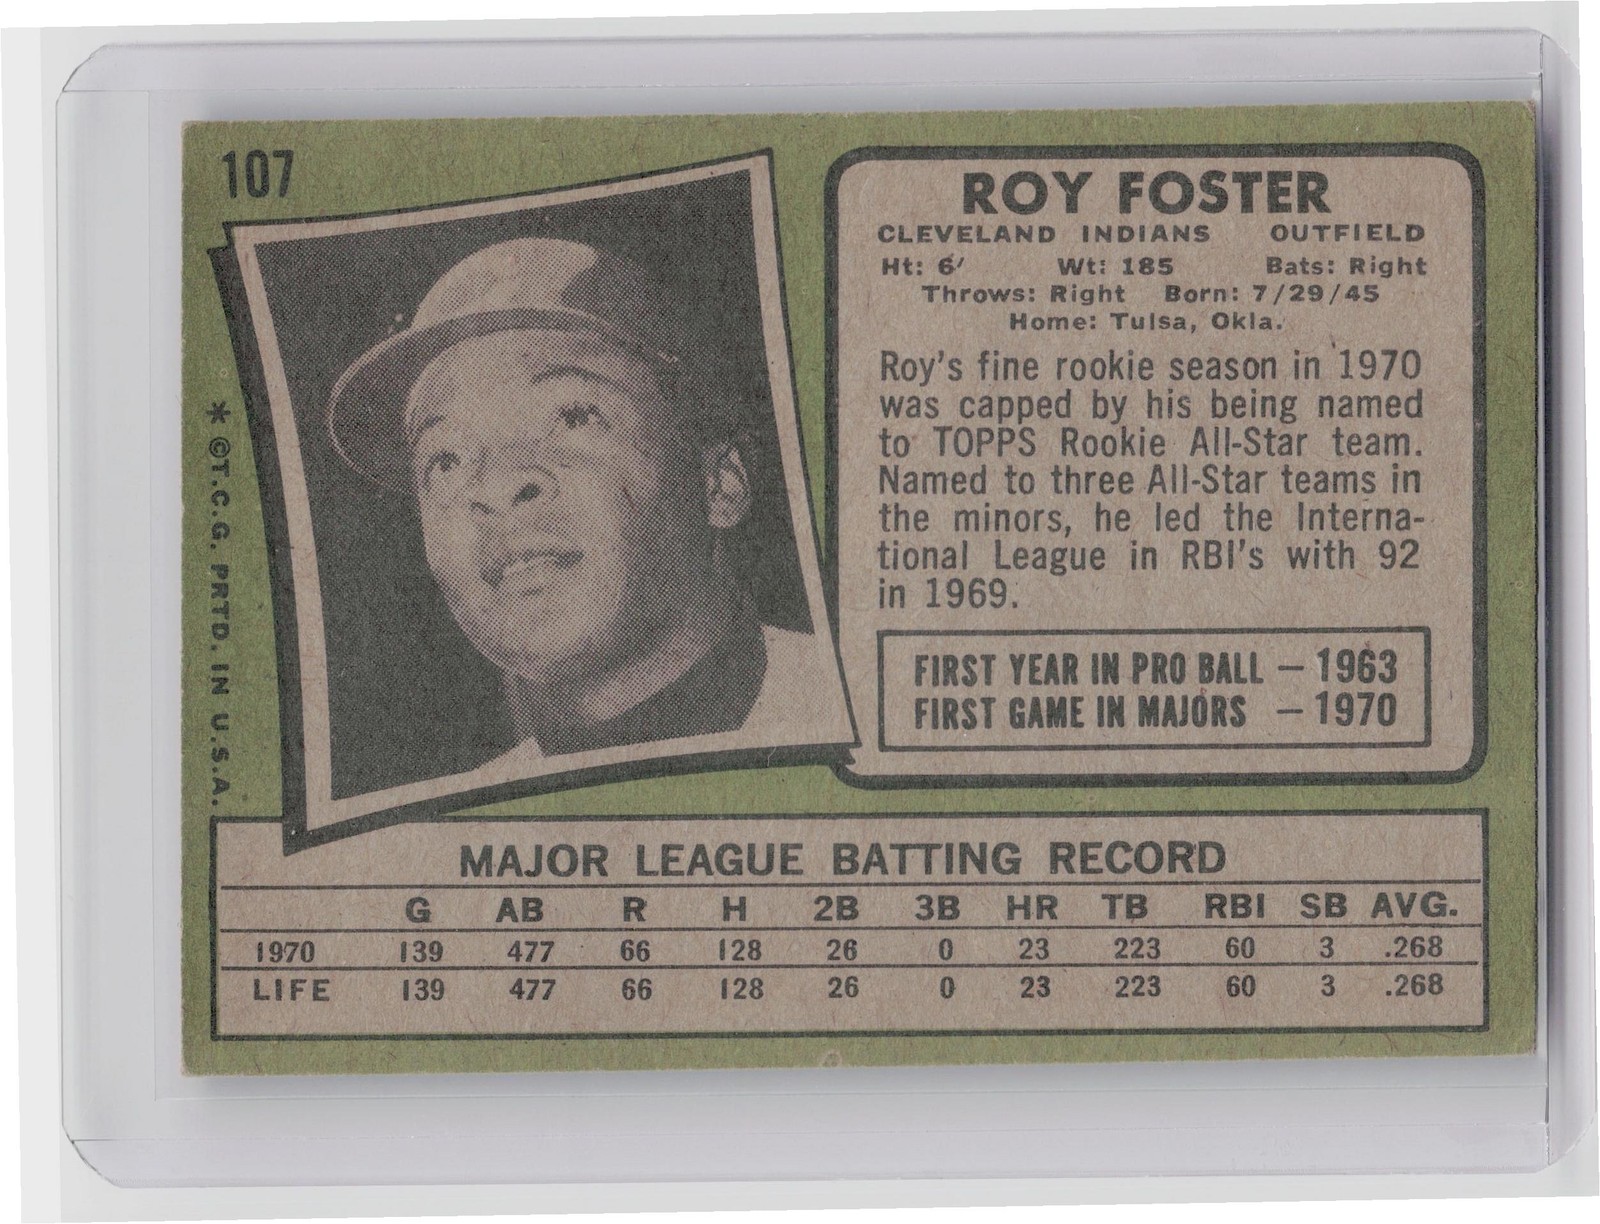 107
ROY FOSTER
CLEVELAND INDIANS OUTFIELD
Ht: 6' Wt: 185 Bats: Right
Throws: Right Born: 7/29/45
Home: Tulsa, Okla.
Roy's fine rookie season in 1970
was capped by his being named
to TOPPS Rookie All-Star team.
Named to three All-Star teams in
the minors, he led the Interna-
tional League in RBI's with 92
in 1969.
FIRST YEAR IN PRO BALL — 1963
FIRST GAME IN MAJORS — 1970
* ©T.C.G. PRTD. IN U.S.A.
MAJOR LEAGUE BATTING RECORD
G AB R H 2B 3B HR TB RBI SB AVG.
1970 139 477 66 128 26 0 23 223 60 3 .268
LIFE 139 477 66 128 26 0 23 223 60 3 .268